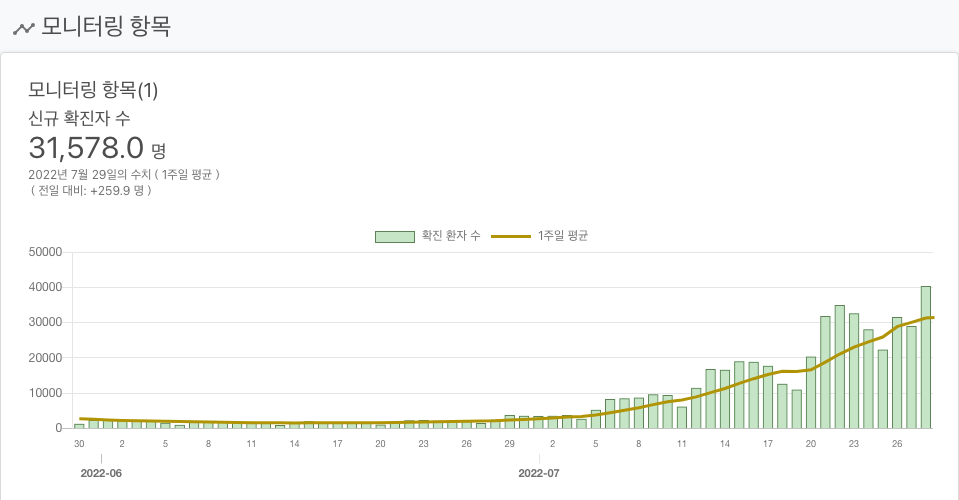 모니터링 항목
모니터링 항목(1)
신규 확진자 수
31,578.0 명
2022년 7월 29일의 수치 ( 1주일 평균 )
( 전일 대비: +259.9 명 )
확진 환자 수 1주일 평균
50000
40000
30000
20000
10000
0
30 2 5 8 11 14 17 20 23 26 29 2 5 8 11 14 17 20 23 26
2022-06 2022-07